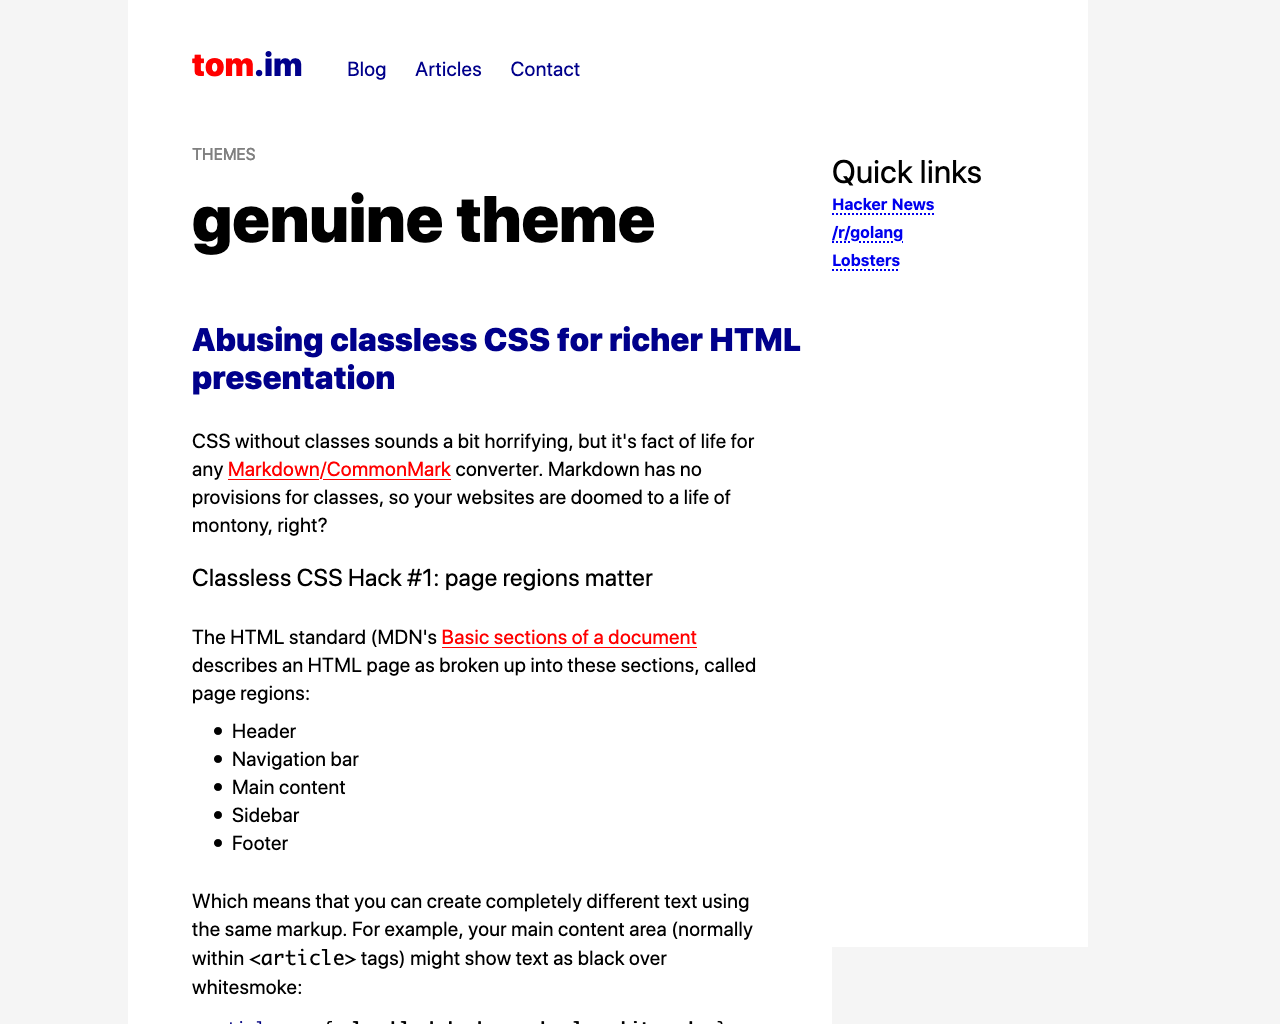 tom.im
Blog Articles Contact
THEMES
genuine theme
Abusing classless CSS for richer HTML
presentation
CSS without classes sounds a bit horrifying, but it's fact of life for
any Markdown/CommonMark converter. Markdown has no
provisions for classes, so your websites are doomed to a life of
montony, right?
Classless CSS Hack #1: page regions matter
The HTML standard (MDN's Basic sections of a document
describes an HTML page as broken up into these sections, called
page regions:
Header
Navigation bar
Main content
Sidebar
Footer
Which means that you can create completely different text using
the same markup. For example, your main content area (normally
within <article> tags) might show text as black over
whitesmoke:
Quick links
Hacker News
/r/golang
Lobsters